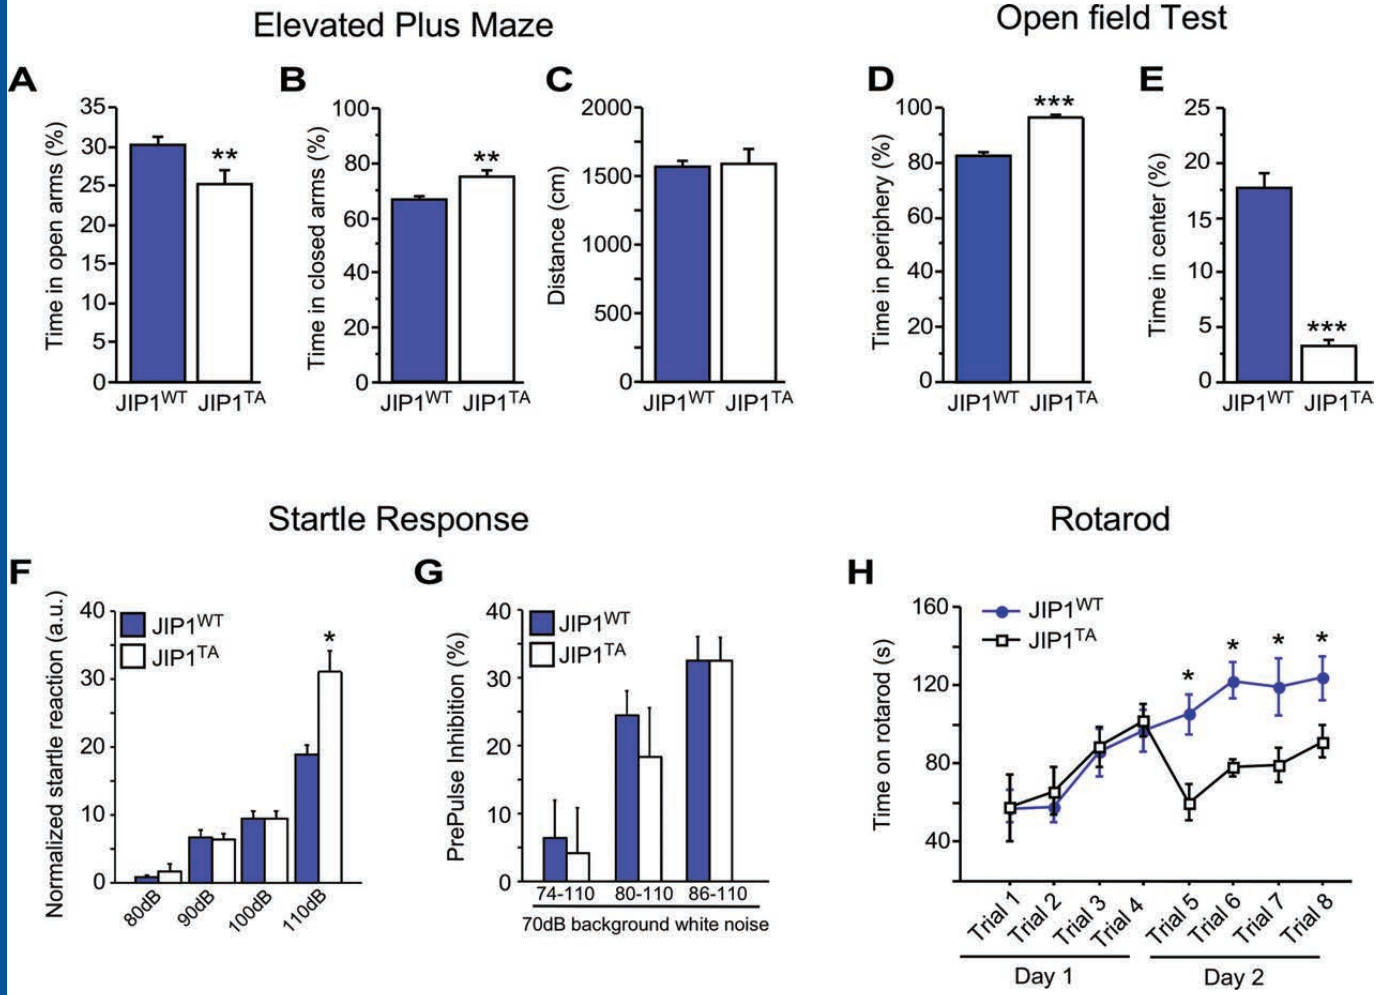 Elevated Plus Maze
Open field Test
A
Time in open arms (%)
35
30
25
20
15
10
5
0
**
JIP1WT JIP1TA
B
Time in closed arms (%)
100
80
60
40
20
0
**
JIP1WT JIP1TA
C
Distance (cm)
2000
1500
1000
500
0
JIP1WT JIP1TA
D
Time in periphery (%)
100
80
60
40
20
0
***
JIP1WT JIP1TA
E
Time in center (%)
25
20
15
10
5
0
***
JIP1WT JIP1TA
Startle Response
Rotarod
F
Normalized startle reaction (a.u.)
40
30
20
10
0
JIP1WT
JIP1TA
*
80dB 90dB 100dB 110dB
G
PrePulse Inhibition (%)
40
30
20
10
0
JIP1WT
JIP1TA
74-110 80-110 86-110
70dB background white noise
H
Time on rotarod (s)
160
120
80
40
JIP1WT
JIP1TA
* * * *
Trial 1 Trial 2 Trial 3 Trial 4 Trial 5 Trial 6 Trial 7 Trial 8
Day 1 Day 2